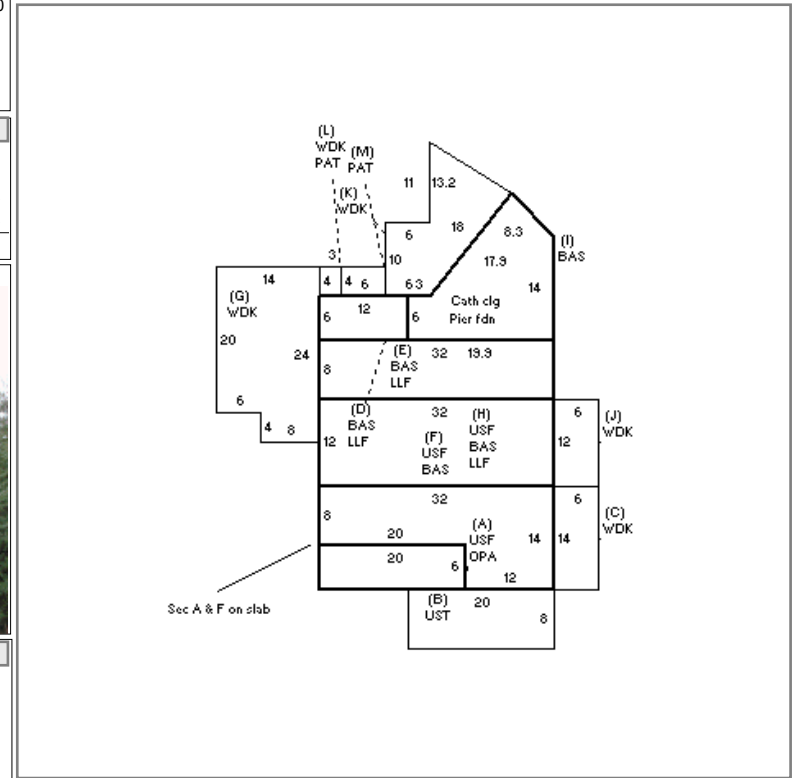 (L)
WDK
PAT
(M)
PAT
(K)
WDK
11
13.2
18
6
10
8.3
17.9
14
(I)
BAS
3
14
4
4
6
6
3
Cath clg
Pier fdn
(G)
WDK
20
24
6
12
6
8
(E)
BAS
LLF
32
19.9
6
4
8
(D)
BAS
LLF
12
32
(F)
USF
BAS
(H)
USF
BAS
LLF
6
(J)
WDK
12
32
8
20
20
6
(A)
USF
OPA
14
12
6
(C)
WDK
14
Sec A & F on slab
(B)
UST
20
8